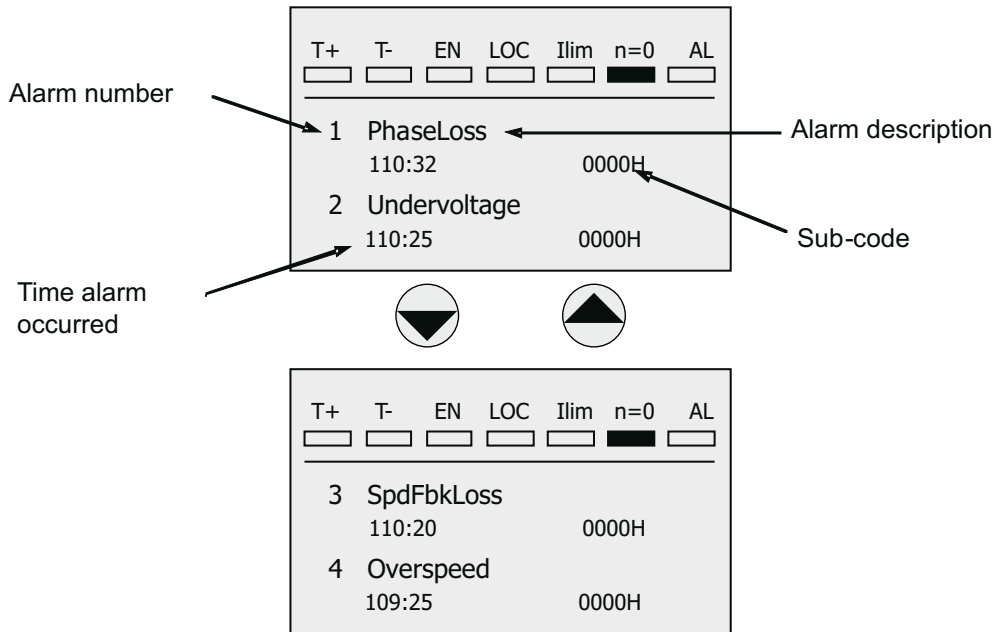 T+ T- EN LOC Ilim n=0 AL
Alarm number
1 PhaseLoss
Alarm description
110:32 0000H
2 Undervoltage
110:25 0000H
Sub-code
Time alarm
occurred
T+ T- EN LOC Ilim n=0 AL
3 SpdFbkLoss
110:20 0000H
4 Overspeed
109:25 0000H